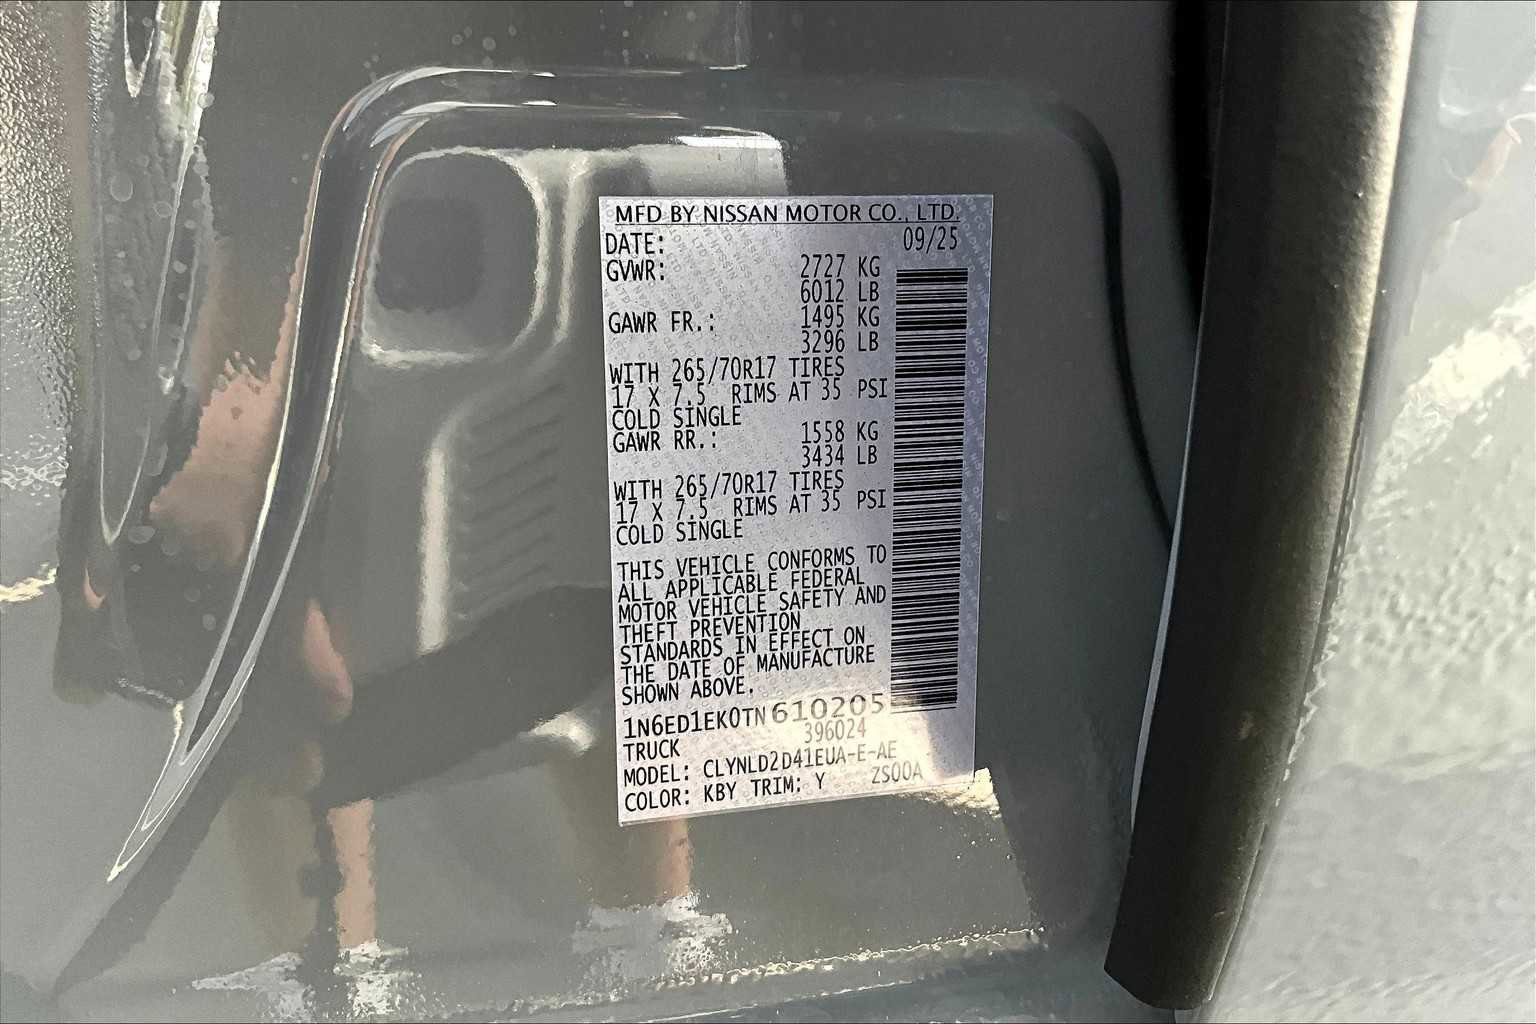 MFD BY NISSAN MOTOR CO., LTD.
DATE: 09/25
GVWR: 2727 KG
6012 LB
GAWR FR.: 1495 KG
3296 LB
WITH 265/70R17 TIRES
17 X 7.5 RIMS AT 35 PSI
COLD SINGLE
GAWR RR.: 1558 KG
3434 LB
WITH 265/70R17 TIRES
17 X 7.5 RIMS AT 35 PSI
COLD SINGLE
THIS VEHICLE CONFORMS TO
ALL APPLICABLE FEDERAL
MOTOR VEHICLE SAFETY AND
THEFT PREVENTION
STANDARDS IN EFFECT ON
THE DATE OF MANUFACTURE
SHOWN ABOVE.
1N6ED1EK0TN610205
396024
TRUCK
MODEL: CLYNLD2D41EUA-E-AE
COLOR: KBY TRIM: Y ZS00A